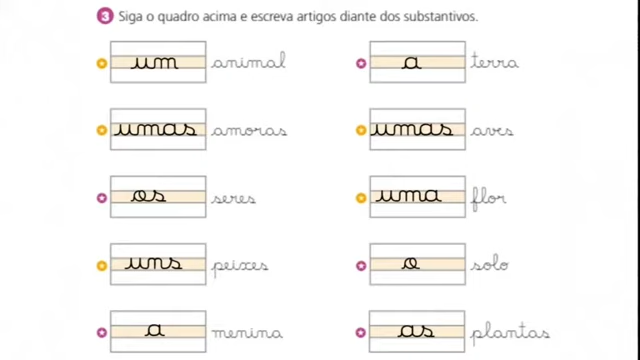 3 Siga o quadro acima e escreva artigos diante dos substantivos.
um animal
a terra
umas amoras
umas aves
os seres
uma flor
uns peixes
o solo
a menina
as plantas